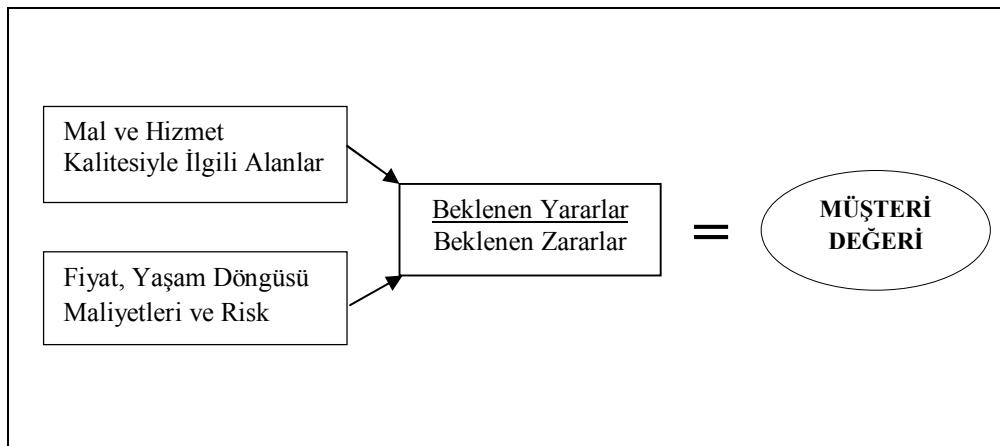 Mal ve Hizmet
Kalitesiyle İlgili Alanlar
Fiyat, Yaşam Döngüsü
Maliyetleri ve Risk
Beklenen Yararlar
Beklenen Zararlar
=
MÜŞTERİ
DEĞERİ